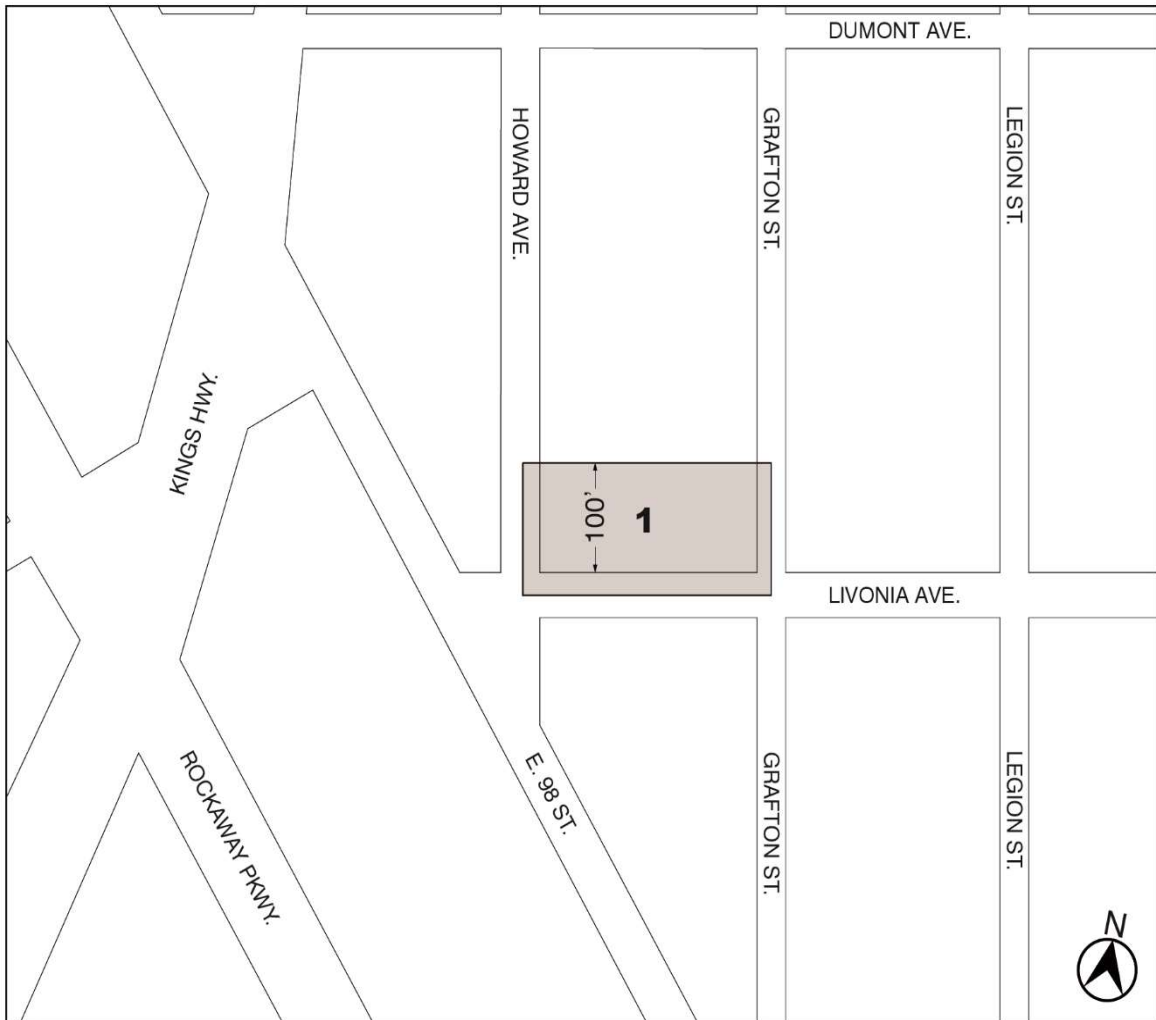 DUMONT AVE.
HOWARD AVE.
GRAFTON ST.
LEGION ST.
KINGS HWY.
100'
1
LIVONIA AVE.
ROCKAWAY PKWY.
E. 98 ST.
GRAFTON ST.
LEGION ST.
N